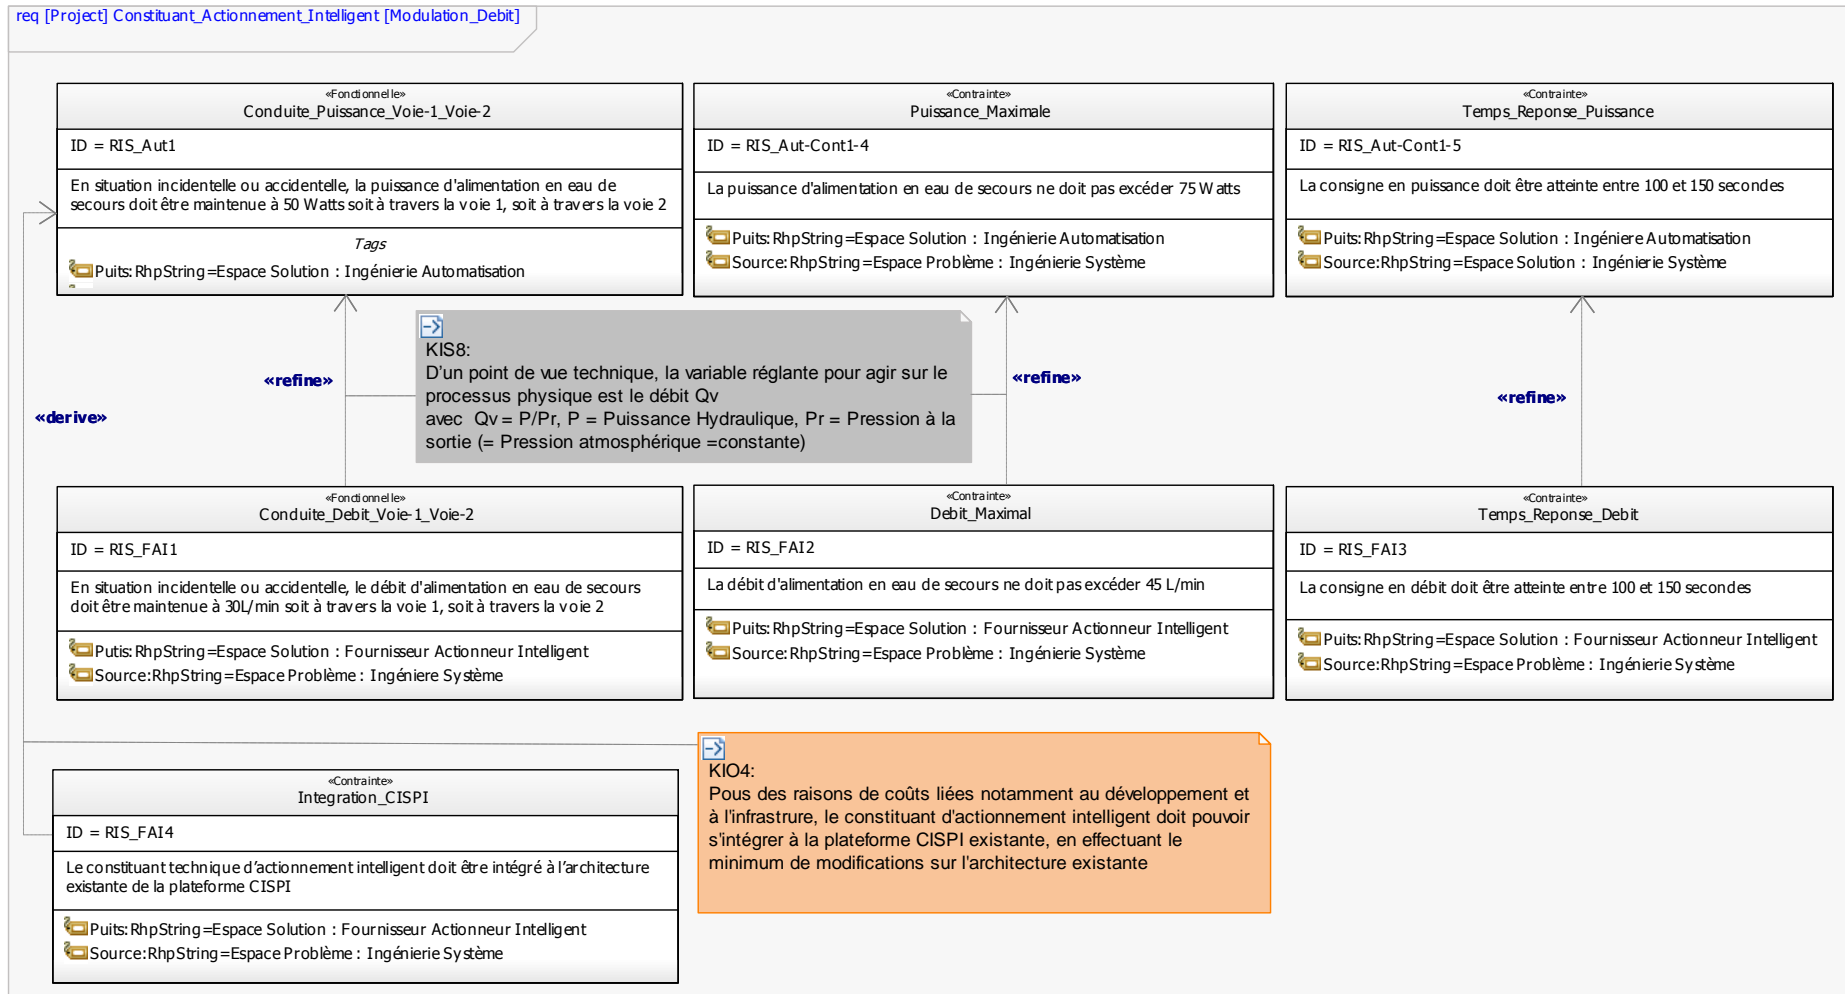 req [Project] Constituant_Actionnement_Intelligent [Modulation_Debit]
«Fonctionnelle»
Conduite_Puissance_Voie-1_Voie-2
ID = RIS_Aut1
En situation incidentelle ou accidentelle, la puissance d'alimentation en eau de
secours doit être maintenue à 50 Watts soit à travers la voie 1, soit à travers la voie 2
Tags
Puits:RhpString=Espace Solution : Ingénierie Automatisation
«Contrainte»
Puissance_Maximale
ID = RIS_Aut-Cont1-4
La puissance d'alimentation en eau de secours ne doit pas excéder 75 Watts
Puits:RhpString=Espace Solution : Ingénierie Automatisation
Source:RhpString=Espace Problème : Ingénierie Système
«Contrainte»
Temps_Reponse_Puissance
ID = RIS_Aut-Cont1-5
La consigne en puissance doit être atteinte entre 100 et 150 secondes
Puits:RhpString=Espace Solution : Ingéniere Automatisation
Source:RhpString=Espace Solution : Ingénierie Système
KIS8:
D'un point de vue technique, la variable réglante pour agir sur le
processus physique est le débit Qv
avec Qv = P/Pr, P = Puissance Hydraulique, Pr = Pression à la
sortie (= Pression atmosphérique =constante)
«refine»
«refine»
«refine»
«derive»
«Fonctionnelle»
Conduite_Debit_Voie-1_Voie-2
ID = RIS_FAI1
En situation incidentelle ou accidentelle, le débit d'alimentation en eau de secours
doit être maintenue à 30L/min soit à travers la voie 1, soit à travers la voie 2
Putis:RhpString=Espace Solution : Fournisseur Actionneur Intelligent
Source:RhpString=Espace Problème : Ingéniere Système
«Contrainte»
Debit_Maximal
ID = RIS_FAI2
La débit d'alimentation en eau de secours ne doit pas excéder 45 L/min
Puits:RhpString=Espace Solution : Fournisseur Actionneur Intelligent
Source:RhpString=Espace Problème : Ingénierie Système
«Contrainte»
Temps_Reponse_Debit
ID = RIS_FAI3
La consigne en débit doit être atteinte entre 100 et 150 secondes
Puits:RhpString=Espace Solution : Fournisseur Actionneur Intelligent
Source:RhpString=Espace Problème : Ingénierie Système
«Contrainte»
Integration_CISPI
ID = RIS_FAI4
Le constituant technique d'actionnement intelligent doit être intégré à l'architecture
existante de la plateforme CISPI
Puits:RhpString=Espace Solution : Fournisseur Actionneur Intelligent
Source:RhpString=Espace Problème : Ingénierie Système
KIO4:
Pous des raisons de coûts liées notamment au développement et
à l'infrastrure, le constituant d'actionnement intelligent doit pouvoir
s'intégrer à la plateforme CISPI existante, en effectuant le
minimum de modifications sur l'architecture existante